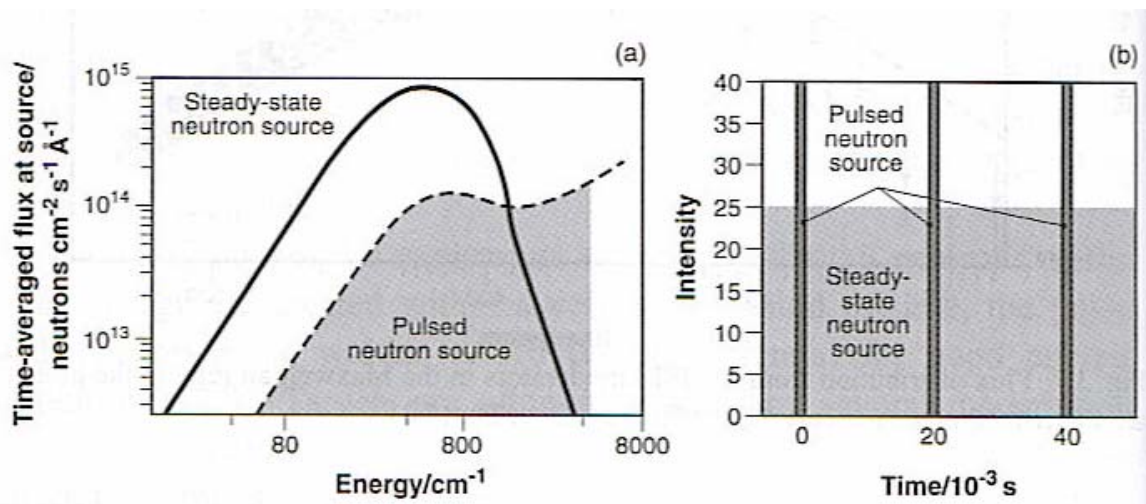 (a)
Time-averaged flux at source/
neutrons cm⁻² s⁻¹ Å⁻¹
10¹⁵
10¹⁴
10¹³
Steady-state
neutron source
Pulsed
neutron source
80
800
8000
Energy/cm⁻¹
(b)
Intensity
40
35
30
25
20
15
10
5
0
Pulsed
neutron
source
Steady-
state
neutron
source
0
20
40
Time/10⁻³ s